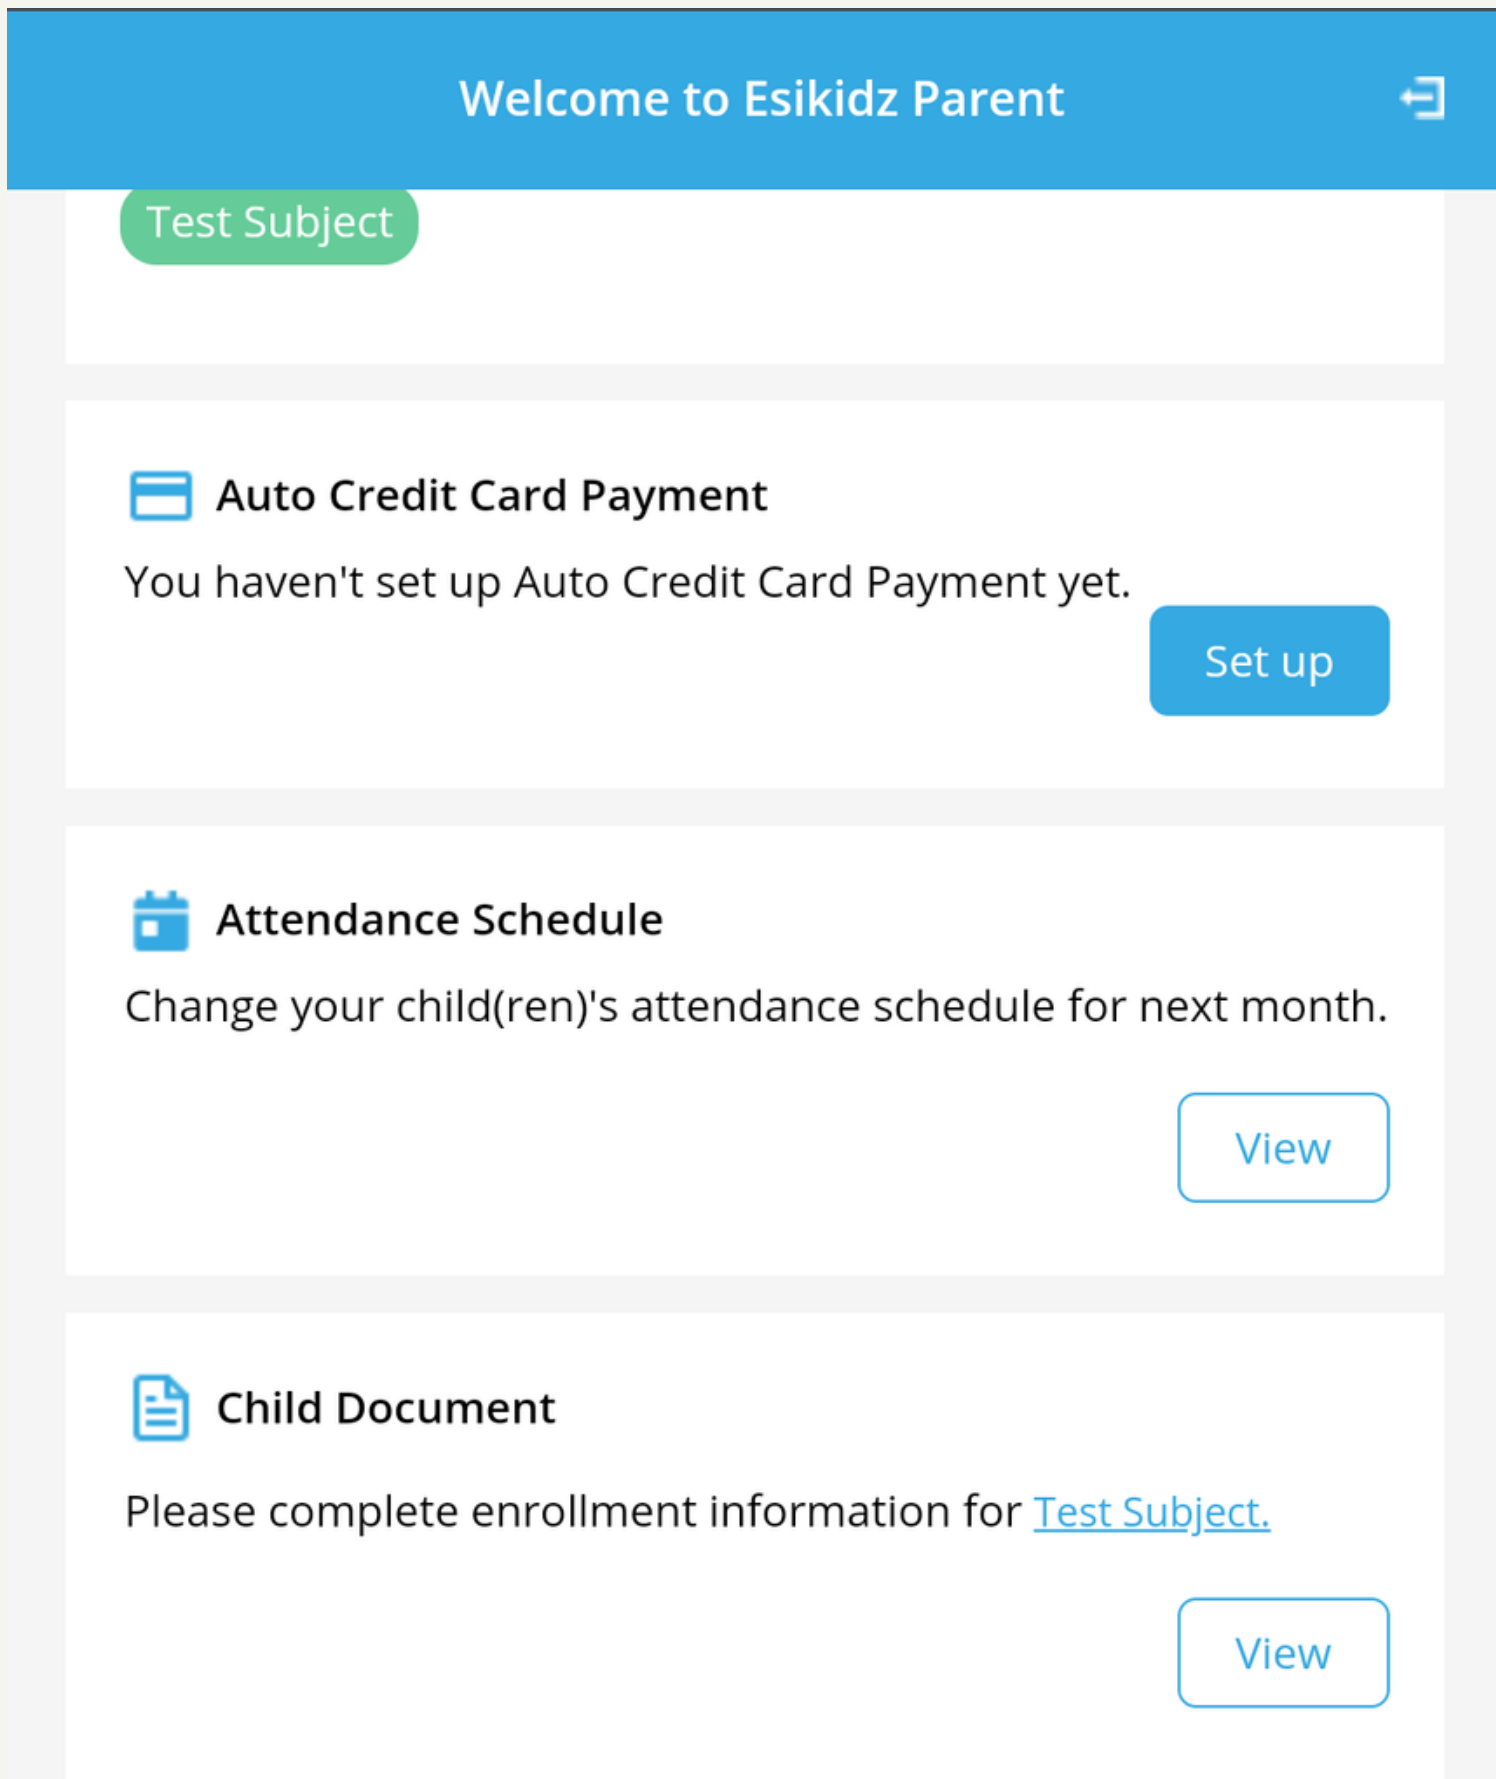 Welcome to Esikidz Parent
Test Subject
Auto Credit Card Payment
You haven't set up Auto Credit Card Payment yet.
Set up
Attendance Schedule
Change your child(ren)'s attendance schedule for next month.
View
Child Document
Please complete enrollment information for Test Subject.
View